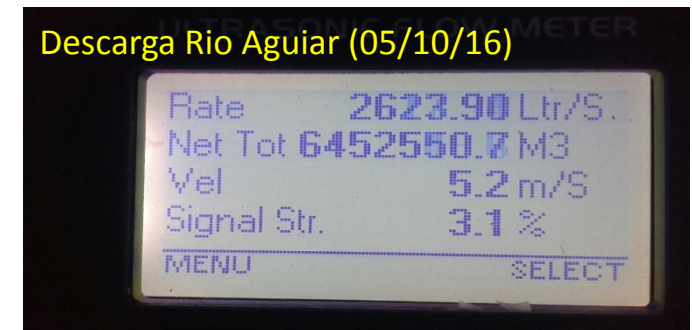 ULTRASONIC FLOW METER
Descarga Rio Aguiar (05/10/16)
Rate 2623.90 Ltr/S.
Net Tot 6452550.7 M3
Vel 5.2 m/S
Signal Str. 3.1 %
MENU SELECT